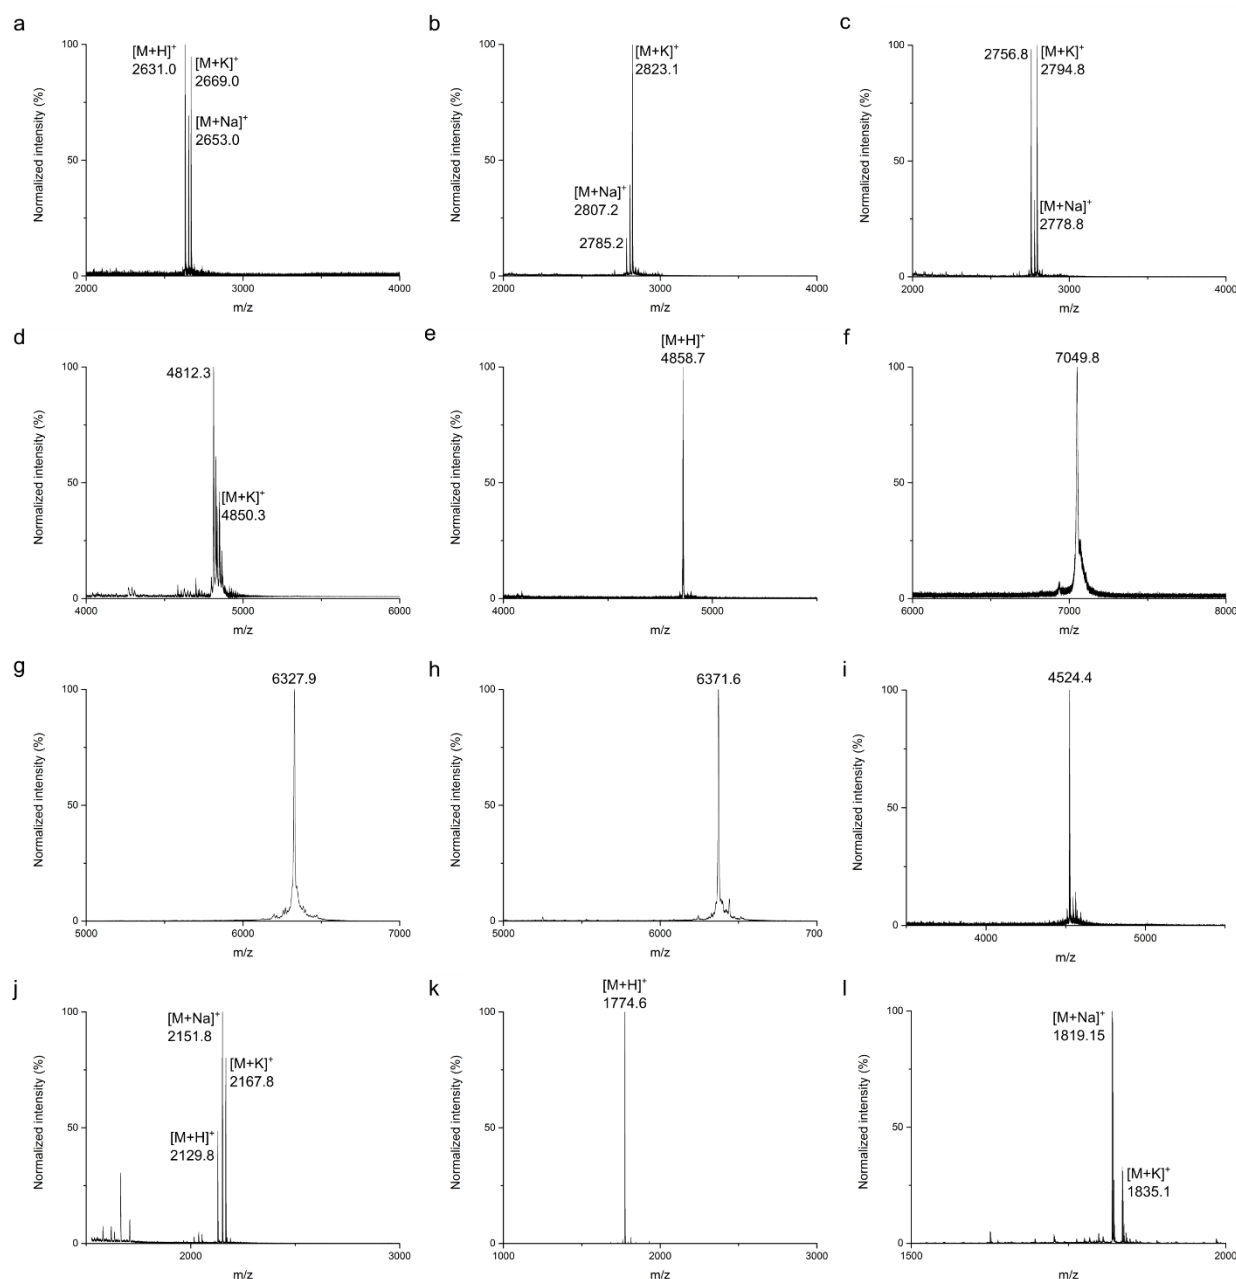 a
Normalized intensity (%)
100
50
0
[M+H]⁺
2631.0
[M+K]⁺
2669.0
[M+Na]⁺
2653.0
2000
3000
4000
m/z
b
Normalized intensity (%)
100
50
0
[M+K]⁺
2823.1
[M+Na]⁺
2807.2
2785.2
2000
3000
4000
m/z
c
Normalized intensity (%)
100
50
0
2756.8
[M+K]⁺
2794.8
[M+Na]⁺
2778.8
2000
3000
4000
m/z
d
Normalized intensity (%)
100
50
0
4812.3
[M+K]⁺
4850.3
4000
5000
6000
m/z
e
Normalized intensity (%)
100
50
0
[M+H]⁺
4858.7
4000
5000
m/z
f
Normalized intensity (%)
100
50
0
7049.8
6000
7000
8000
m/z
g
Normalized intensity (%)
100
50
0
6327.9
5000
6000
7000
m/z
h
Normalized intensity (%)
100
50
0
6371.6
5000
6000
700
m/z
i
Normalized intensity (%)
100
50
0
4524.4
4000
5000
m/z
j
Normalized intensity (%)
100
50
0
[M+Na]⁺
2151.8
[M+K]⁺
2167.8
[M+H]⁺
2129.8
2000
3000
m/z
k
Normalized intensity (%)
100
50
0
[M+H]⁺
1774.6
1000
2000
3000
m/z
l
Normalized intensity (%)
100
50
0
[M+Na]⁺
1819.15
[M+K]⁺
1835.1
1500
2000
m/z